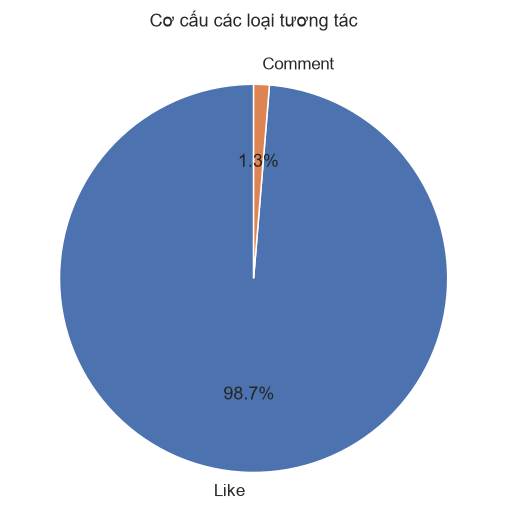 Cơ cấu các loại tương tác
Comment
1.3%
98.7%
Like